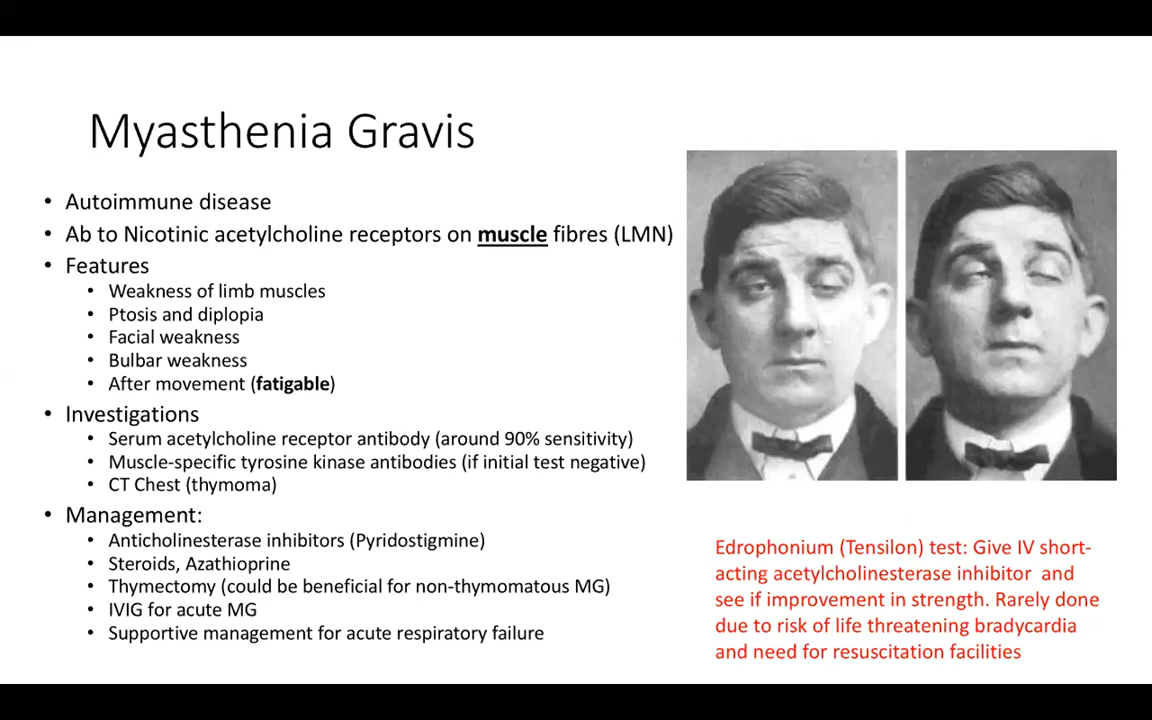 Myasthenia Gravis
• Autoimmune disease
• Ab to Nicotinic acetylcholine receptors on muscle fibres (LMN)
• Features
• Weakness of limb muscles
• Ptosis and diplopia
• Facial weakness
• Bulbar weakness
• After movement (fatigable)
• Investigations
• Serum acetylcholine receptor antibody (around 90% sensitivity)
• Muscle-specific tyrosine kinase antibodies (if initial test negative)
• CT Chest (thymoma)
• Management:
• Anticholinesterase inhibitors (Pyridostigmine)
• Steroids, Azathioprine
• Thymectomy (could be beneficial for non-thymomatous MG)
• IVIG for acute MG
• Supportive management for acute respiratory failure
Edrophonium (Tensilon) test: Give IV short-
acting acetylcholinesterase inhibitor and
see if improvement in strength. Rarely done
due to risk of life threatening bradycardia
and need for resuscitation facilities